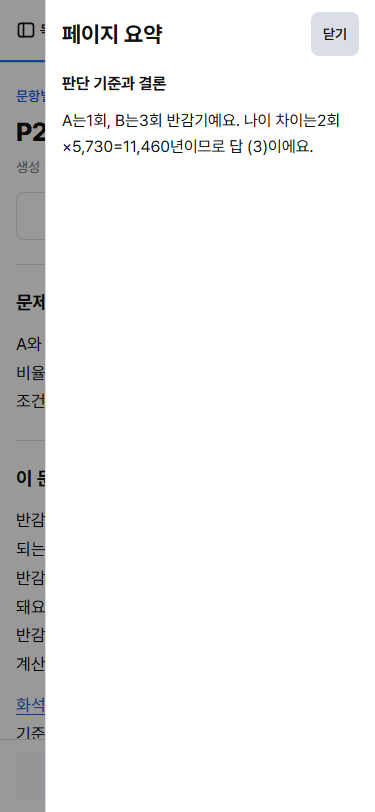 페이지 요약
닫기
판단 기준과 결론
A는1회, B는3회 반감기예요. 나이 차이는2회
×5,730=11,460년이므로 답 (3)이에요.
문항
P2
생성
문제
A와
비율
조건
이 문
반감
되는
반감
돼요
반감
계산
화석
기준